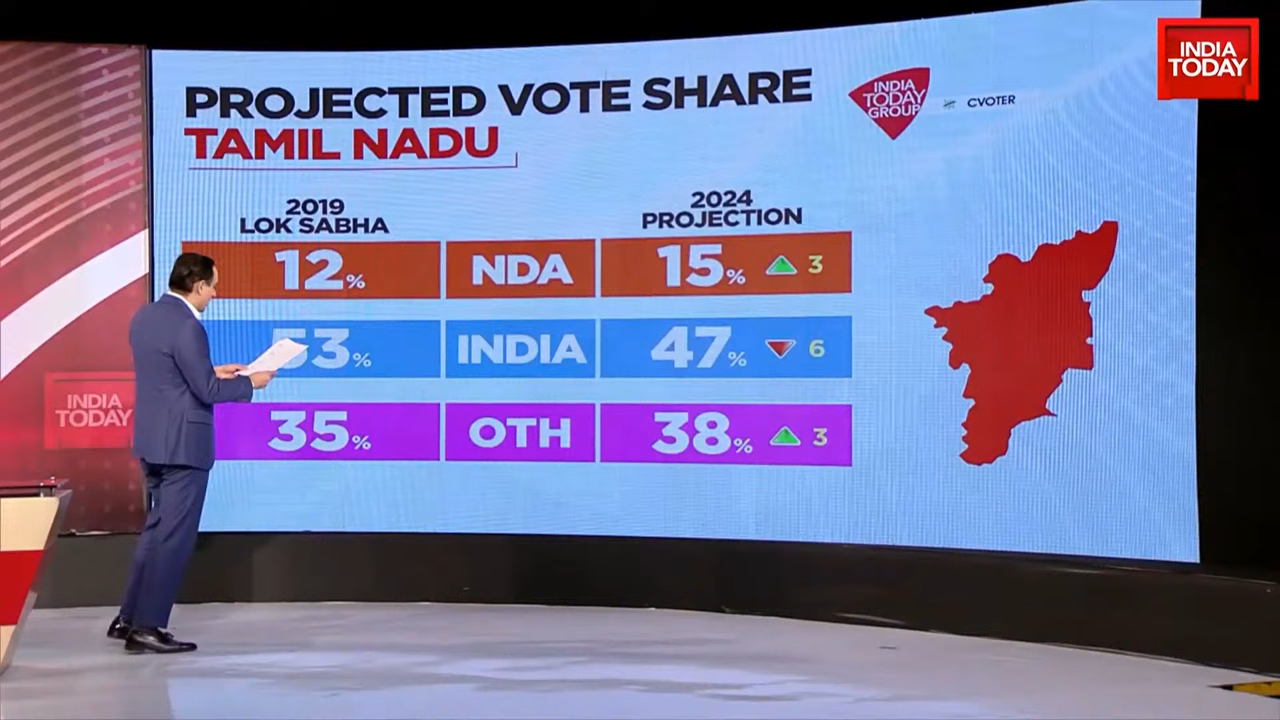 PROJECTED VOTE SHARE
TAMIL NADU
INDIA
TODAY
GROUP
CVOTER
INDIA
TODAY
2019
LOK SABHA
2024
PROJECTION
12% NDA 15% 3
53% INDIA 47% 6
35% OTH 38% 3
INDIA
TODAY